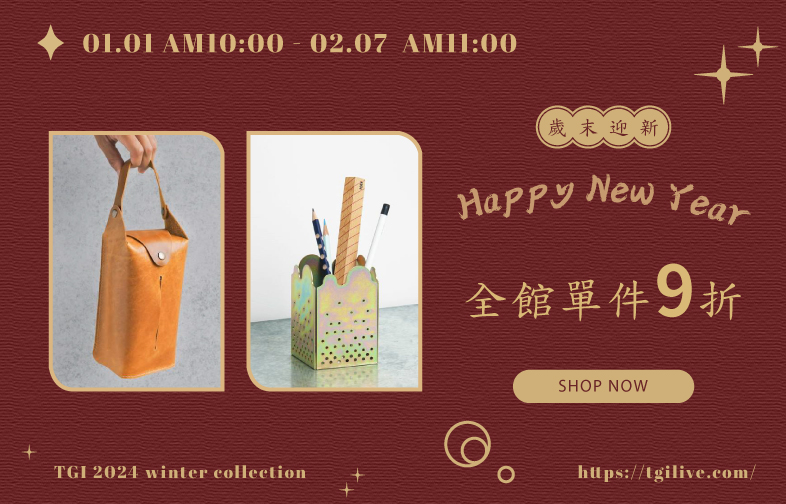 01.01 AM10:00 - 02.07 AM11:00
歲末迎新
Happy New Year
全館單件9折
SHOP NOW
TGI 2024 winter collection
https://tgilive.com/